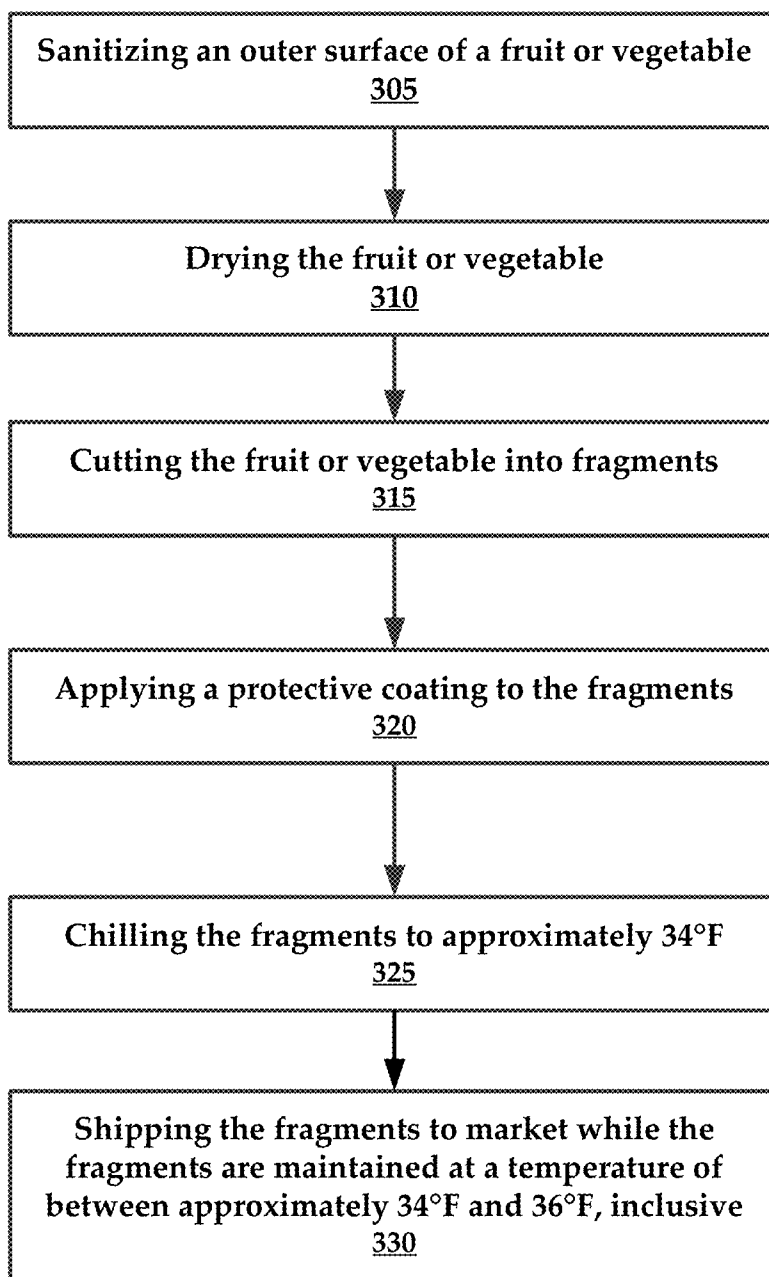 Sanitizing an outer surface of a fruit or vegetable
305
Drying the fruit or vegetable
310
Cutting the fruit or vegetable into fragments
315
Applying a protective coating to the fragments
320
Chilling the fragments to approximately 34°F
325
Shipping the fragments to market while the
fragments are maintained at a temperature of
between approximately 34°F and 36°F, inclusive
330